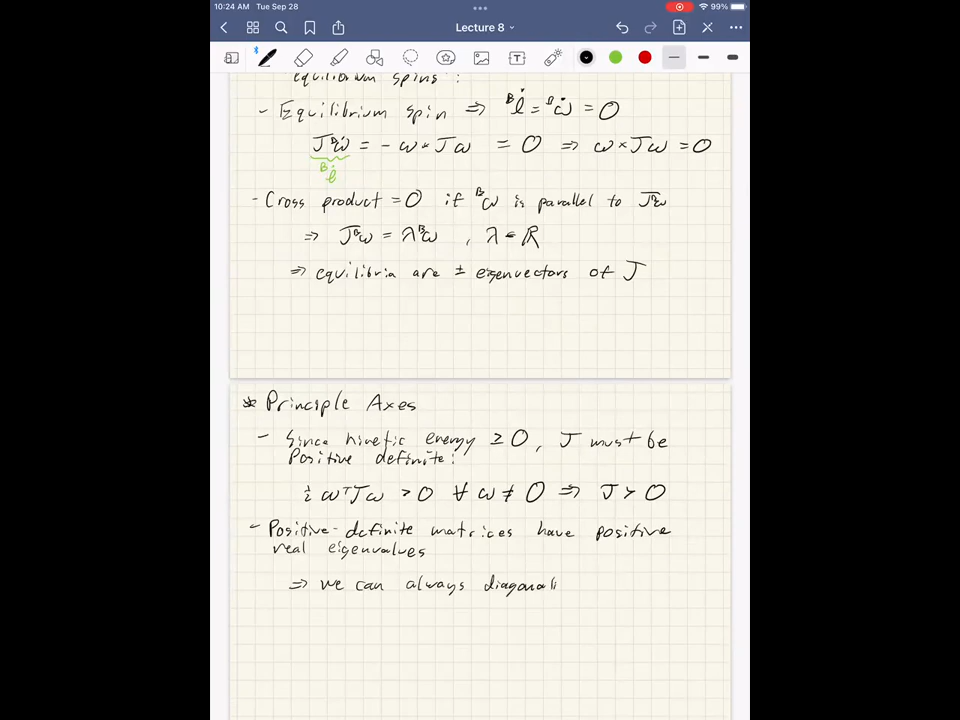 10:24 AM Tue Sep 28
99%
Lecture 8
equilibrium spins":
- Equilibrium spin ⇒ ᴮl̇ = ᴮω̇ = 0
Jᴮω̇ = - ω × Jω = 0 ⇒ ω × Jω = 0
ᴮl̇
- Cross product = 0 if ᴮω is parallel to Jᴮω
⇒ Jᴮω = λᴮω , λ ∈ ℝ
⇒ equilibria are ± eigenvectors of J
* Principle Axes
- Since kinetic energy ≥ 0, J must be
Positive definite:
½ ωᵀJω > 0 ∀ ω ≠ 0 ⇒ J > 0
- Positive-definite matrices have positive
real eigenvalues
⇒ we can always diagonali